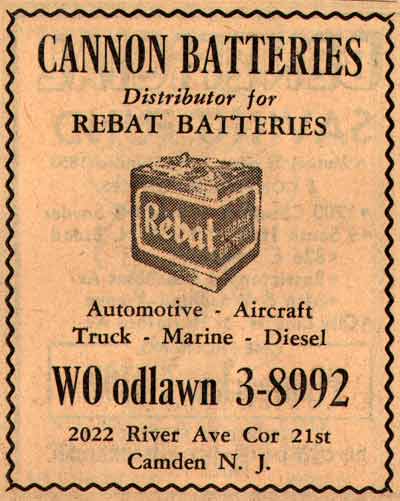 CANNON BATTERIES
Distributor for
REBAT BATTERIES
Rebat
Automotive - Aircraft
Truck - Marine - Diesel
WO odlawn 3-8992
2022 River Ave Cor 21st
Camden N. J.